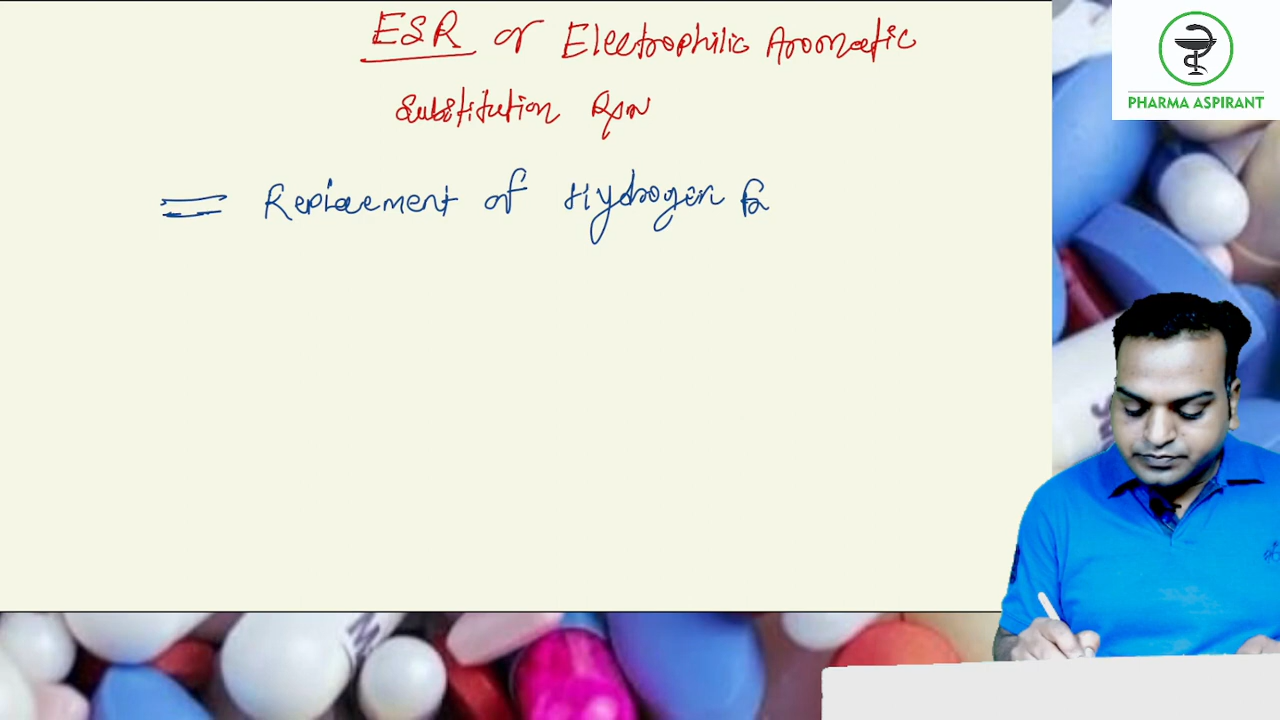 ESR or Electrophilic Aromatic
Substitution Rxn
= Replacement of Hydrogen
PHARMA ASPIRANT